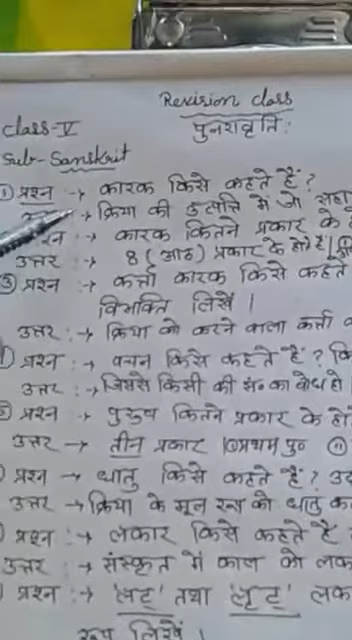 Revision class
Class-V
पुनरावृति:
Sub- Sanskrit
① प्रश्न → कारक किसे कहते हैं?
→ क्रिया की उत्पत्ति में जो
→ कारक कितने प्रकार के
उत्तर :→ 8 (आठ) प्रकार के होते हैं।
③ प्रश्न :→ कर्त्ता कारक किसे कहते
विभक्ति लिखें।
उत्तर :→ क्रिया को करने वाला कर्त्ता
प्रश्न :→ वचन किसे कहते हैं?
उत्तर :→ जिससे किसी की सं० का बोध हो
प्रश्न :→ पुरुष कितने प्रकार के
उत्तर → तीन प्रकार ① प्रथम पु० ⑪
प्रश्न → धातु किसे कहते हैं?
उत्तर → क्रिया के मूल रूप को धातु
प्रश्न :→ लकार किसे कहते हैं
उत्तर :→ संस्कृत में काल को
प्रश्न :→ 'लट्' तथा 'लृट्'
रूप लिखें।